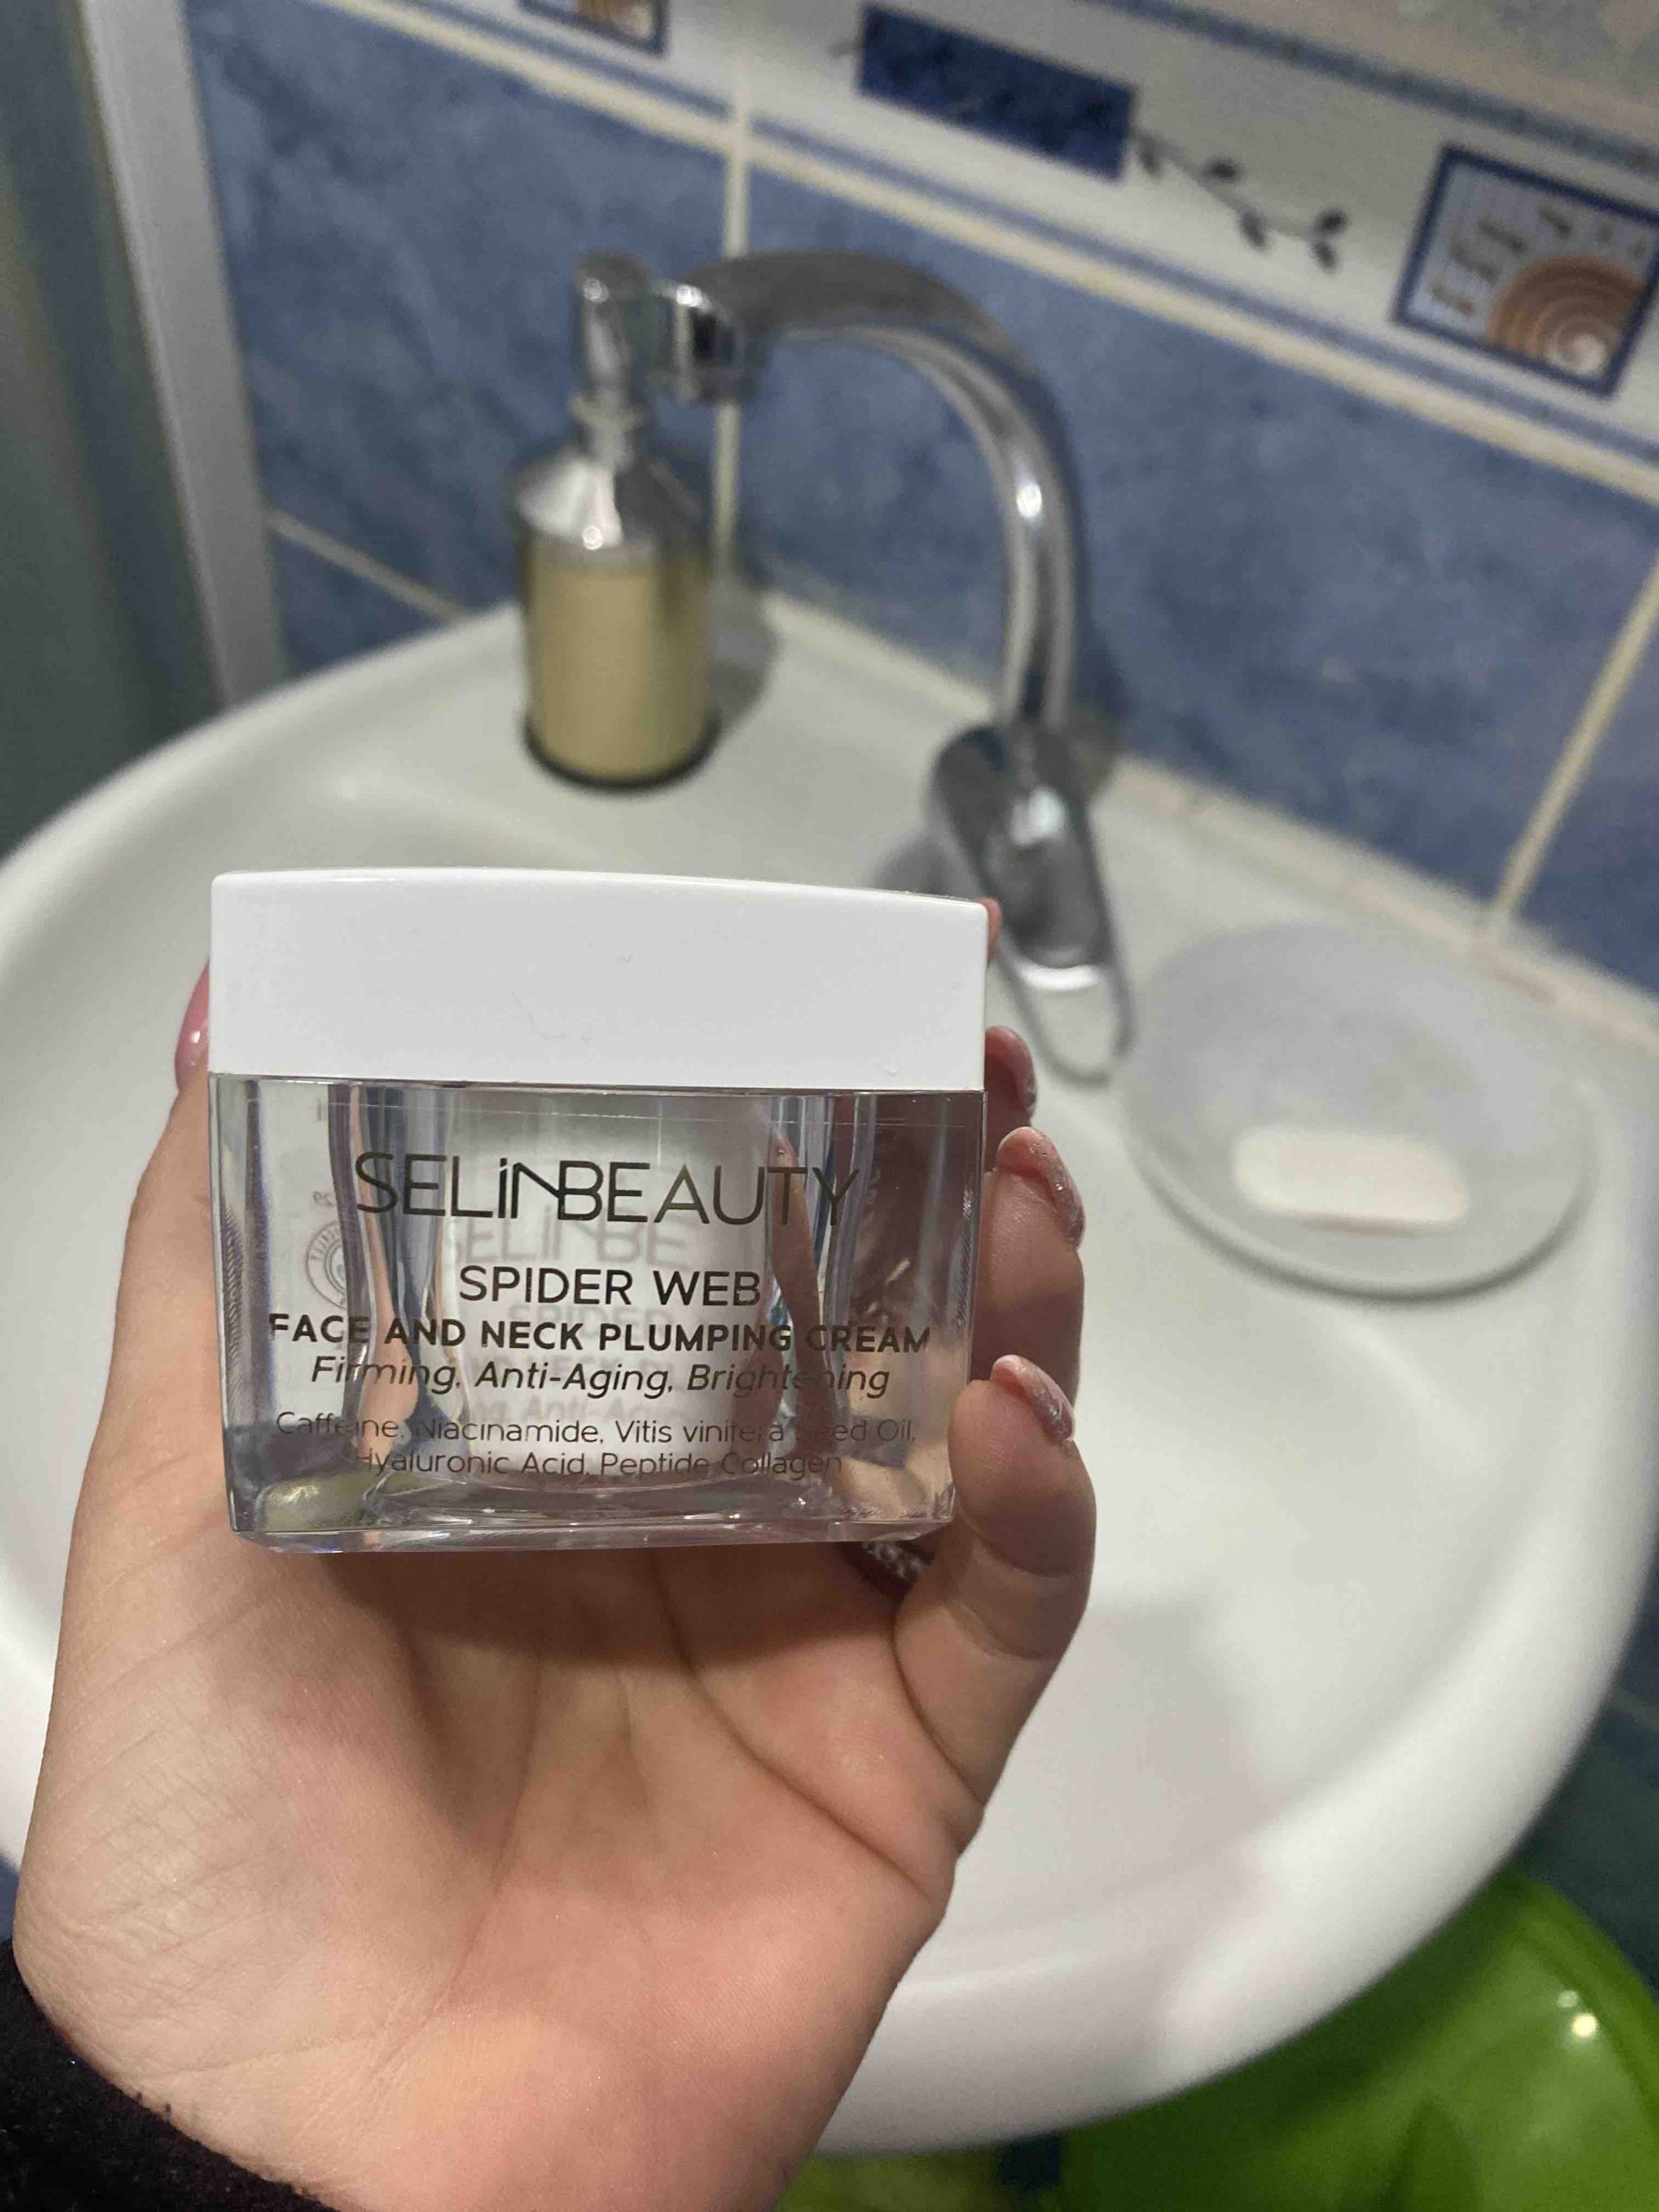 SELiNBEAUTY
SPIDER WEB
FACE AND NECK PLUMPING CREAM
Firming, Anti-Aging, Brightening
Caffeine, Niacinamide, Vitis vinifera Seed Oil,
Hyaluronic Acid, Peptide Collagen